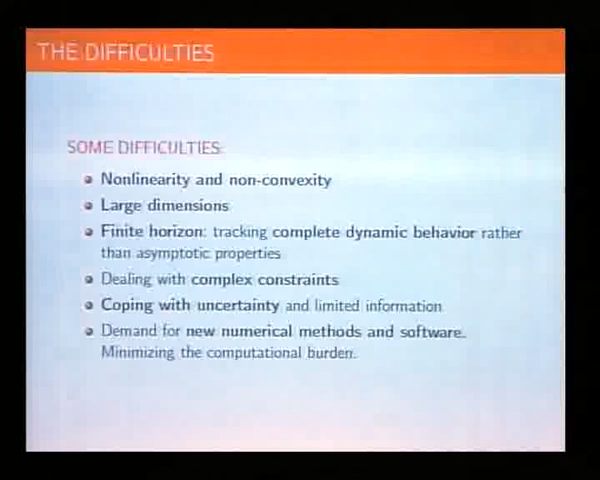 THE DIFFICULTIES
SOME DIFFICULTIES:
Nonlinearity and non-convexity
Large dimensions
Finite horizon: tracking complete dynamic behavior rather
than asymptotic properties
Dealing with complex constraints
Coping with uncertainty and limited information
Demand for new numerical methods and software.
Minimizing the computational burden.